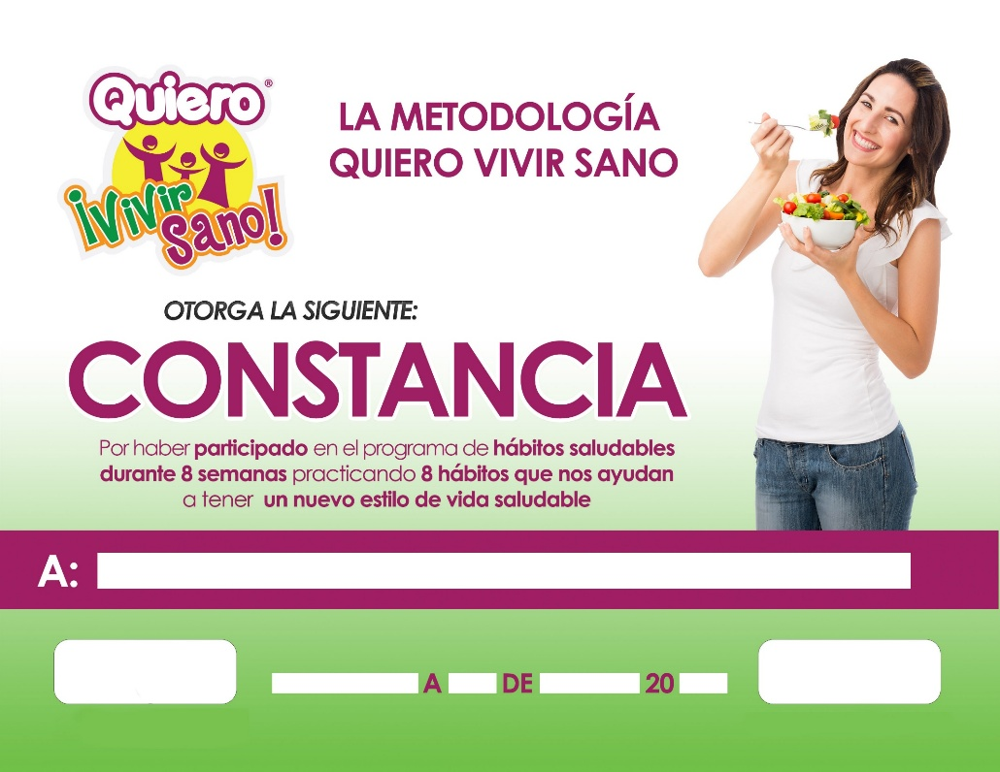 Quiero®
¡Vivir
Sano!
LA METODOLOGÍA
QUIERO VIVIR SANO
OTORGA LA SIGUIENTE:
CONSTANCIA
Por haber participado en el programa de hábitos saludables
durante 8 semanas practicando 8 hábitos que nos ayudan
a tener un nuevo estilo de vida saludable
A:
A DE 20